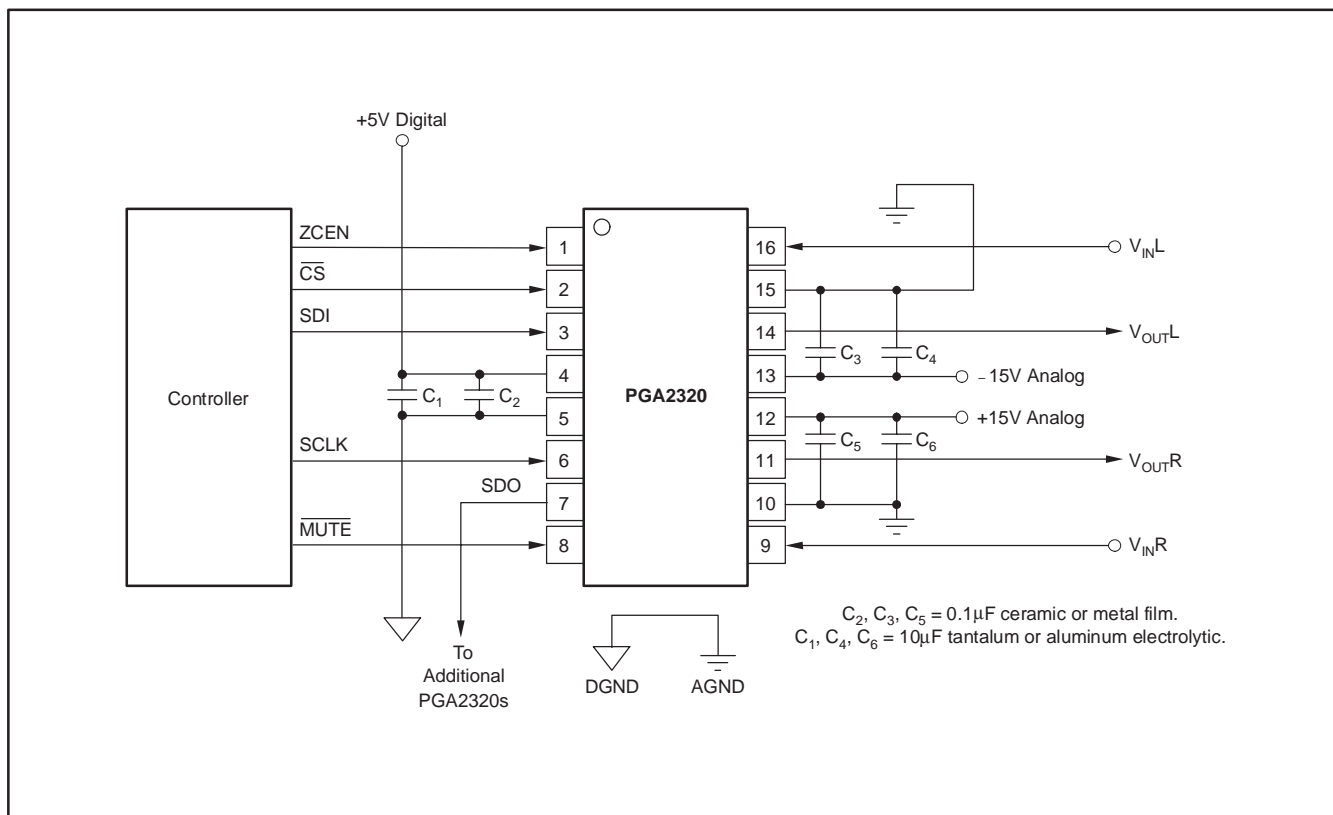 +5V Digital
Controller
ZCEN
CS
SDI
SCLK
SDO
MUTE
C1
C2
1
2
3
4
5
6
7
8
PGA2320
16
15
14
13
12
11
10
9
C3
C4
C5
C6
VINL
VOUTL
–15V Analog
+15V Analog
VOUTR
VINR
To
Additional
PGA2320s
DGND
AGND
C2, C3, C5 = 0.1μF ceramic or metal film.
C1, C4, C6 = 10μF tantalum or aluminum electrolytic.